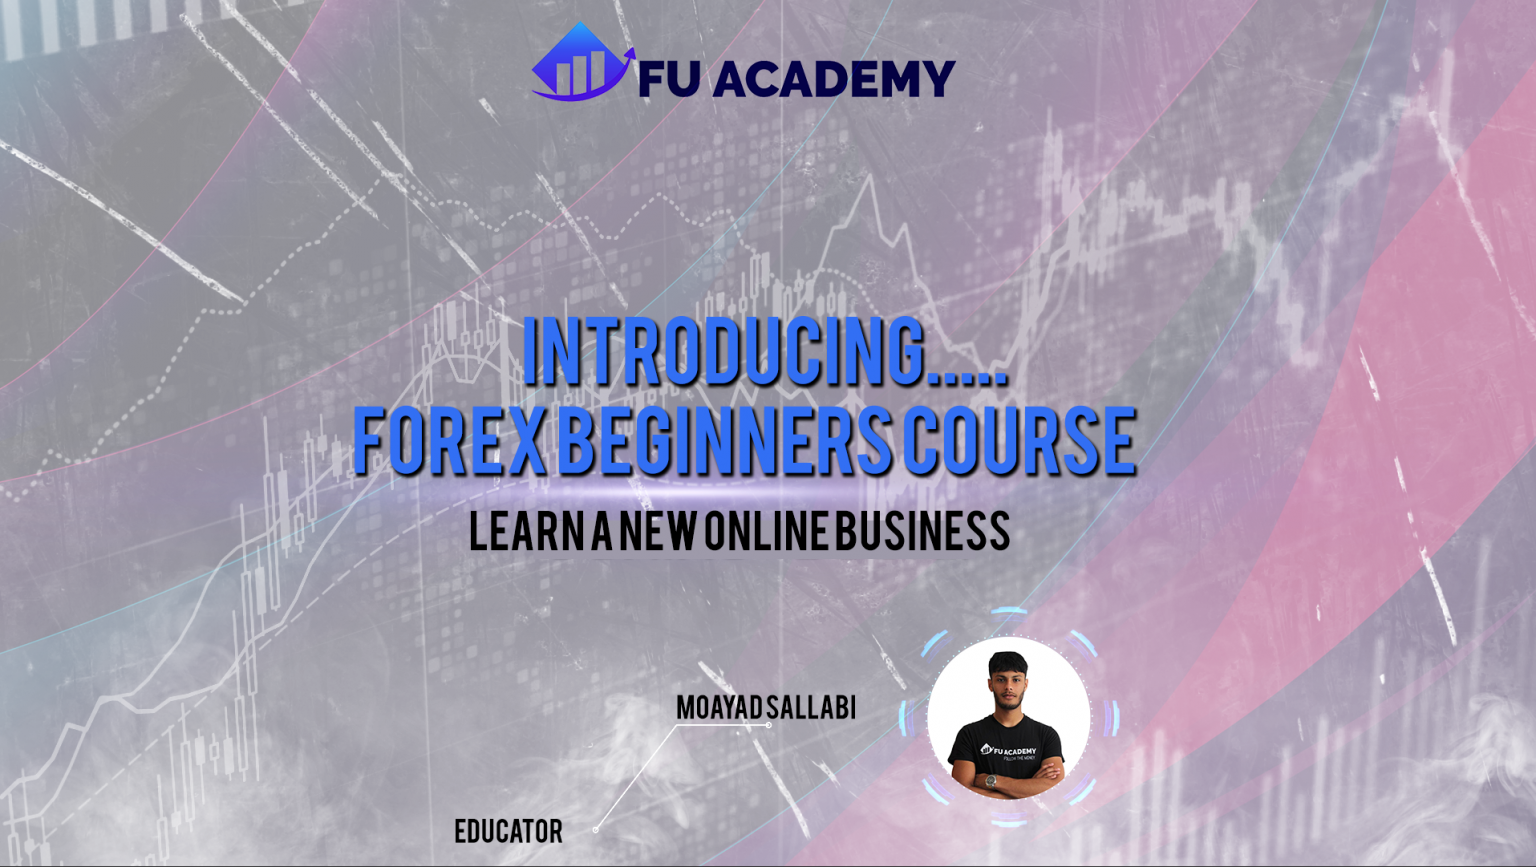 FU ACADEMY
INTRODUCING.....
FOREX BEGINNERS COURSE
LEARN A NEW ONLINE BUSINESS
MOAYAD SALLABI
FU ACADEMY
FOLLOW THE MONEY
EDUCATOR